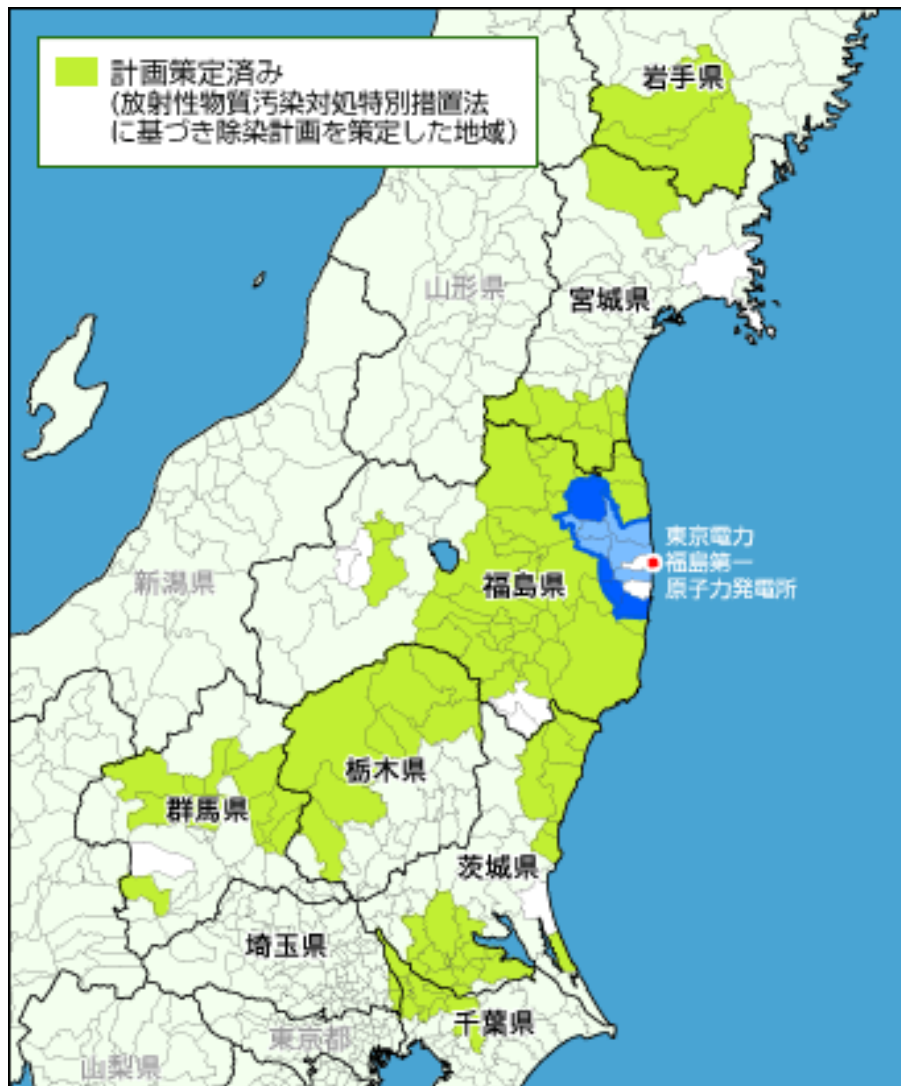 計画策定済み
(放射性物質汚染対処特別措置法
に基づき除染計画を策定した地域)
岩手県
山形県
宮城県
東京電力
福島第一
原子力発電所
新潟県
福島県
栃木県
群馬県
茨城県
埼玉県
千葉県
東京都
山梨県